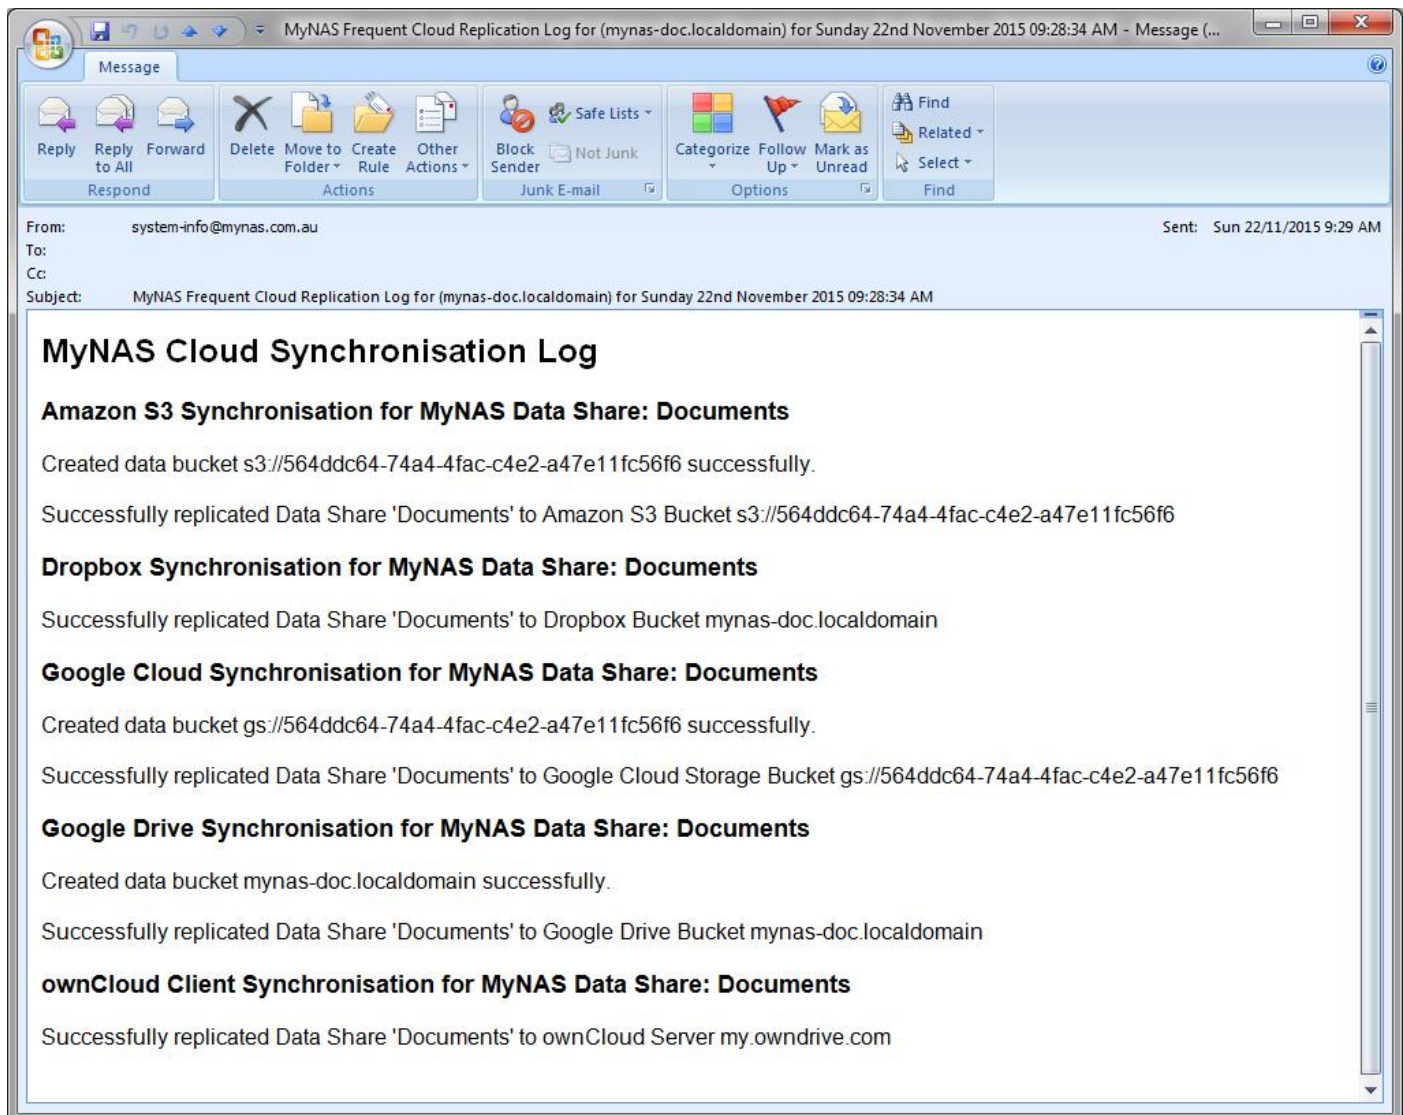 MyNAS Frequent Cloud Replication Log for (mynas-doc.localdomain) for Sunday 22nd November 2015 09:28:34 AM - Message (...
Message
Reply
Reply to All
Forward
Respond
Delete
Move to Folder
Create Rule
Other Actions
Actions
Block Sender
Safe Lists
Not Junk
Junk E-mail
Categorize
Follow Up
Mark as Unread
Options
Find
Related
Select
Find
From: system-info@mynas.com.au
Sent: Sun 22/11/2015 9:29 AM
To:
Cc:
Subject: MyNAS Frequent Cloud Replication Log for (mynas-doc.localdomain) for Sunday 22nd November 2015 09:28:34 AM
MyNAS Cloud Synchronisation Log
Amazon S3 Synchronisation for MyNAS Data Share: Documents
Created data bucket s3://564ddc64-74a4-4fac-c4e2-a47e11fc56f6 successfully.
Successfully replicated Data Share 'Documents' to Amazon S3 Bucket s3://564ddc64-74a4-4fac-c4e2-a47e11fc56f6
Dropbox Synchronisation for MyNAS Data Share: Documents
Successfully replicated Data Share 'Documents' to Dropbox Bucket mynas-doc.localdomain
Google Cloud Synchronisation for MyNAS Data Share: Documents
Created data bucket gs://564ddc64-74a4-4fac-c4e2-a47e11fc56f6 successfully.
Successfully replicated Data Share 'Documents' to Google Cloud Storage Bucket gs://564ddc64-74a4-4fac-c4e2-a47e11fc56f6
Google Drive Synchronisation for MyNAS Data Share: Documents
Created data bucket mynas-doc.localdomain successfully.
Successfully replicated Data Share 'Documents' to Google Drive Bucket mynas-doc.localdomain
ownCloud Client Synchronisation for MyNAS Data Share: Documents
Successfully replicated Data Share 'Documents' to ownCloud Server my.owndrive.com